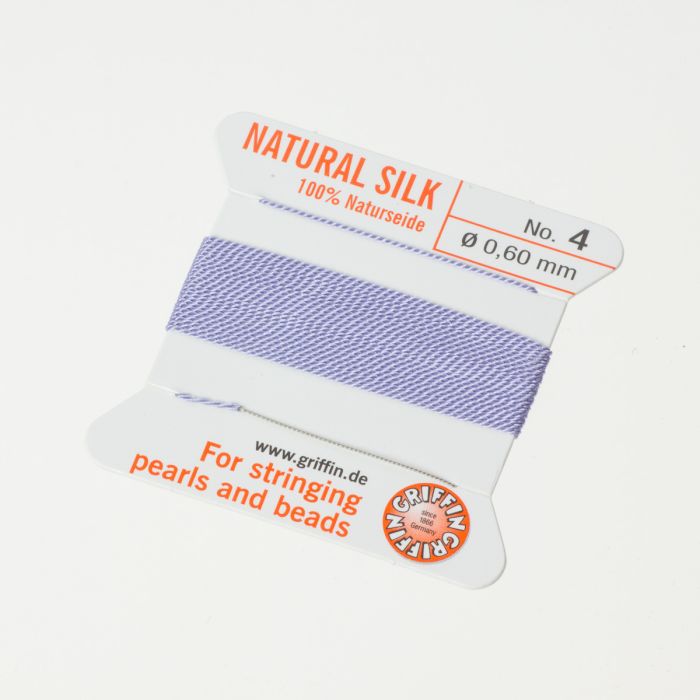 NATURAL SILK
100% Naturseide
No. 4
Ø 0,60 mm
www.griffin.de
For stringing
pearls and beads
GRIFFIN
since
1866
Germany
GRIFFIN